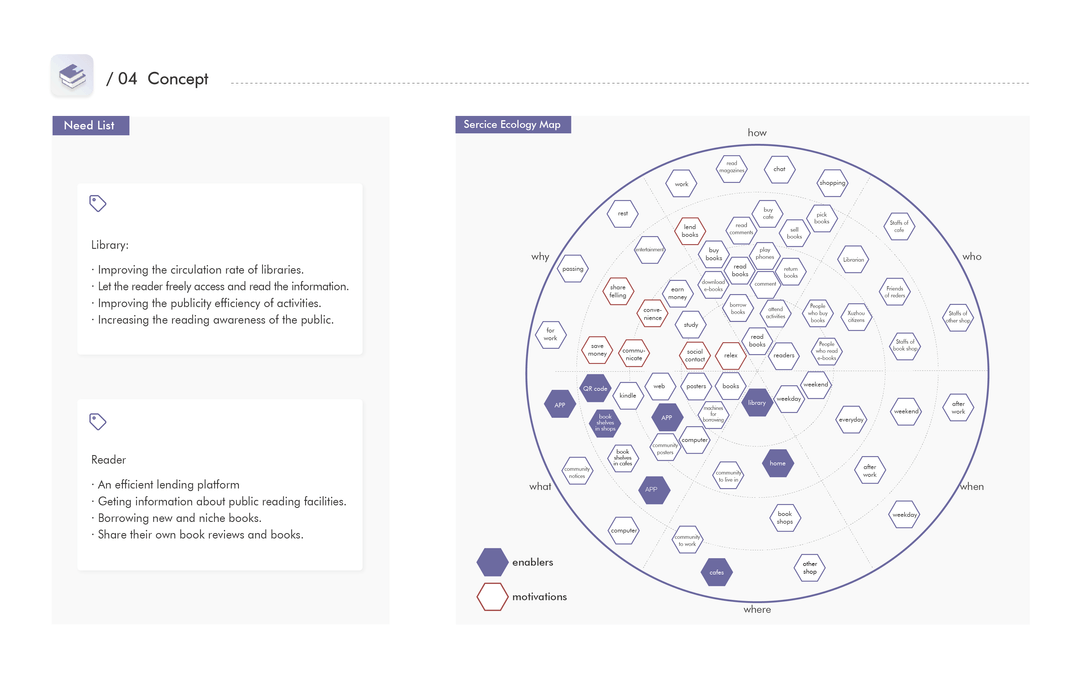 / 04 Concept
Need List
Library:
· Improving the circulation rate of libraries.
· Let the reader freely access and read the information.
· Improving the publicity efficiency of activities.
· Increasing the reading awareness of the public.
Reader
· An efficient lending platform
· Geting information about public reading facilities.
· Borrowing new and niche books.
· Share their own book reviews and books.
Sercice Ecology Map
how
read
magazines
chat
work
shopping
rest
buy
cafe
pick
books
Staffs of
cafe
lend
books
read
comments
sell
books
entertainment
why
who
buy
books
play
phones
Librarian
passing
read
books
return
books
share
felling
earn
money
download
e-books
comment
Friends
of reders
conve-
nience
borrow
books
attend
activities
People
who buy
books
Xuzhou
citizens
Staffs of
other shop
study
for
work
read
books
Staffs of
book shop
save
money
commu-
nicate
social
contact
relex
readers
People
who read
e-books
QR code
kindle
web
posters
books
weekend
APP
library
weekday
book
shelves
in shops
APP
machines
for
borrowing
everyday
weekend
after
work
computer
community
posters
book
shelves
in cafes
community
notices
home
after
work
community
to live in
what
APP
when
book
shops
weekday
computer
community
to work
cafes
other
shop
where
enablers
motivations